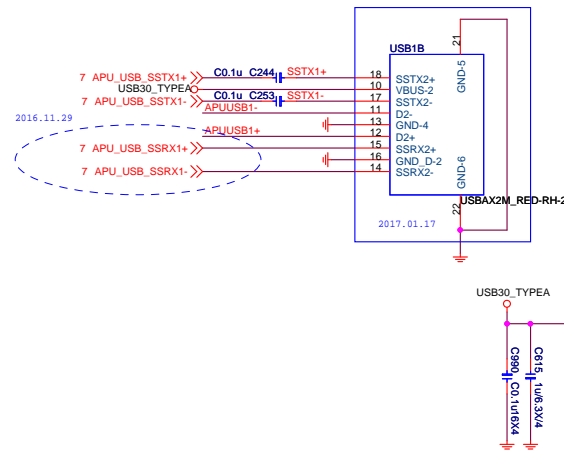 USB1B
21
GND-5
C0.1u C244
SSTX1+
7 APU_USB_SSTX1+
18
SSTX2+
USB30_TYPEA
10
VBUS-2
C0.1u C253
SSTX1-
7 APU_USB_SSTX1-
17
SSTX2-
APUUSB1-
11
D2-
2016.11.29
13
GND-4
APUUSB1+
12
D2+
7 APU_USB_SSRX1+
15
SSRX2+
16
GND_D-2
7 APU_USB_SSRX1-
14
SSRX2-
GND-6
22
USBAX2M_RED-RH-2
2017.01.17
USB30_TYPEA
C990
C0.1u16X4
C615
1u/6.3X/4